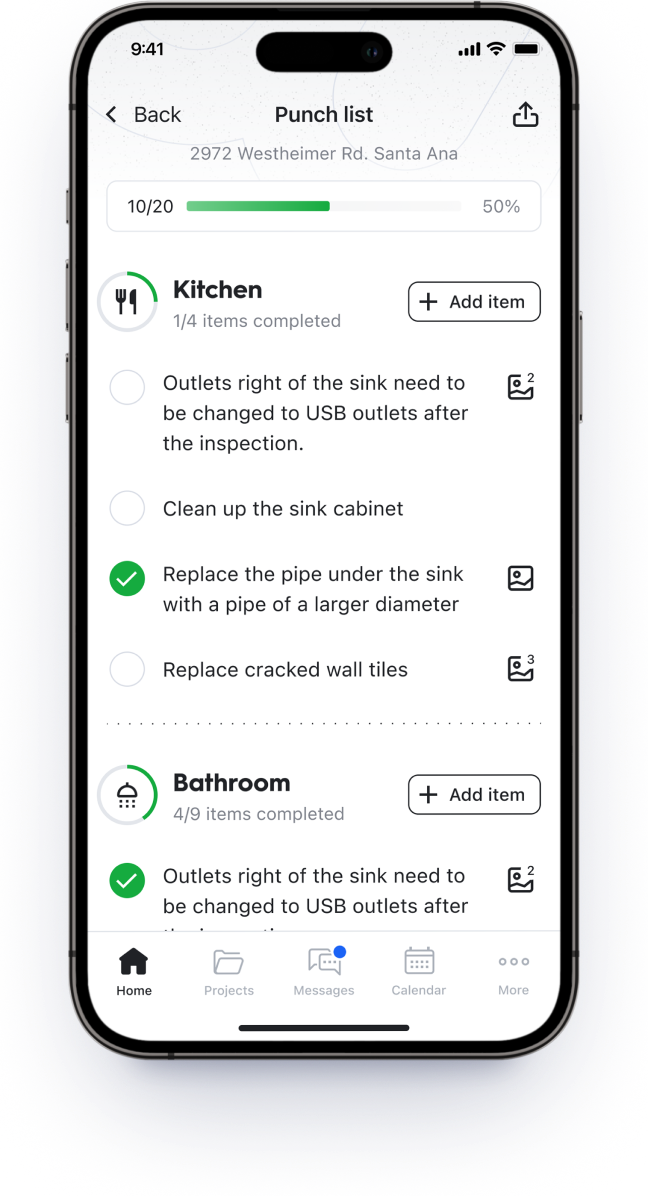 9:41
Back
Punch list
2972 Westheimer Rd. Santa Ana
10/20
50%
Kitchen
1/4 items completed
Add item
Outlets right of the sink need to
be changed to USB outlets after
the inspection.
2
Clean up the sink cabinet
Replace the pipe under the sink
with a pipe of a larger diameter
Replace cracked wall tiles
3
Bathroom
4/9 items completed
Add item
Outlets right of the sink need to
be changed to USB outlets after
2
Home
Projects
Messages
Calendar
More